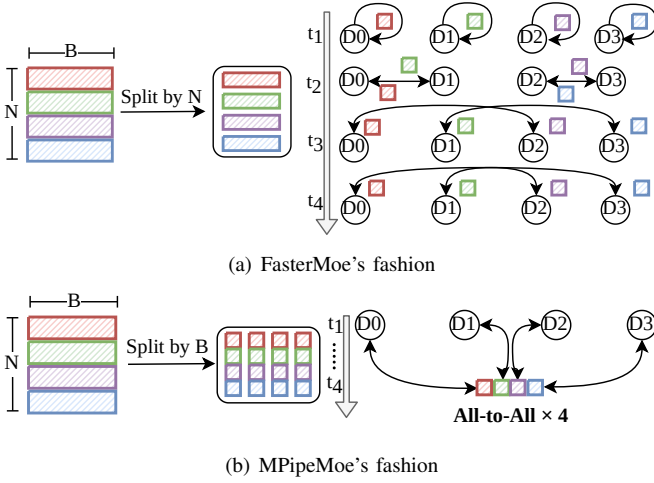 B
N
Split by N
t1
D0 D1 D2 D3
t2
D0 D1 D2 D3
t3
D0 D1 D2 D3
t4
D0 D1 D2 D3
(a) FasterMoe's fashion
B
N
Split by B
t1
......
t4
D0 D1 D2 D3
All-to-All × 4
(b) MPipeMoe's fashion